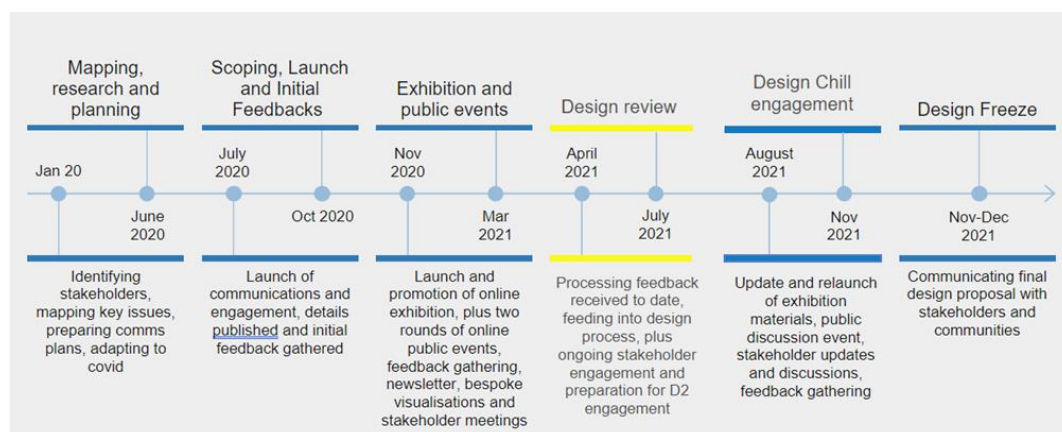 Mapping,
research and
planning
Scoping, Launch
and Initial
Feedbacks
Exhibition and
public events
Design review
Design Chill
engagement
Design Freeze
Jan 20
July
2020
Nov
2020
April
2021
August
2021
June
2020
Oct 2020
Mar
2021
July
2021
Nov
2021
Nov-Dec
2021
Identifying
stakeholders,
mapping key issues,
preparing comms
plans, adapting to
covid
Launch of
communications and
engagement, details
published and initial
feedback gathered
Launch and
promotion of online
exhibition, plus two
rounds of online
public events,
feedback gathering,
newsletter, bespoke
visualisations and
stakeholder meetings
Processing feedback
received to date,
feeding into design
process, plus
ongoing stakeholder
engagement and
preparation for D2
engagement
Update and relaunch
of exhibition
materials, public
discussion event,
stakeholder updates
and discussions,
feedback gathering
Communicating final
design proposal with
stakeholders and
communities